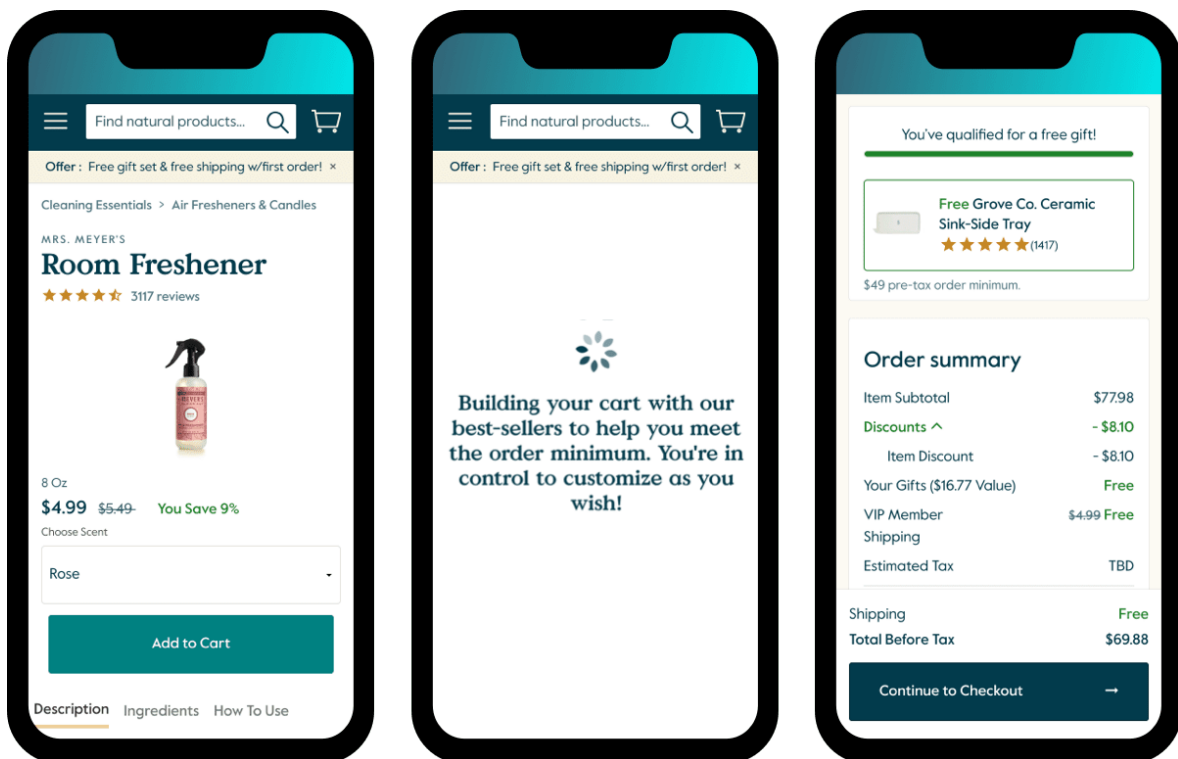 Find natural products...
Offer : Free gift set & free shipping w/first order! ×
Cleaning Essentials > Air Fresheners & Candles
MRS. MEYER'S
Room Freshener
3117 reviews
8 Oz
$4.99 $5.49 You Save 9%
Choose Scent
Rose
Add to Cart
Description Ingredients How To Use
Find natural products...
Offer : Free gift set & free shipping w/first order! ×
Building your cart with our
best-sellers to help you meet
the order minimum. You're in
control to customize as you
wish!
You've qualified for a free gift!
Free Grove Co. Ceramic
Sink-Side Tray
(1417)
$49 pre-tax order minimum.
Order summary
Item Subtotal $77.98
Discounts - $8.10
Item Discount - $8.10
Your Gifts ($16.77 Value) Free
VIP Member $4.99 Free
Shipping
Estimated Tax TBD
Shipping Free
Total Before Tax $69.88
Continue to Checkout →